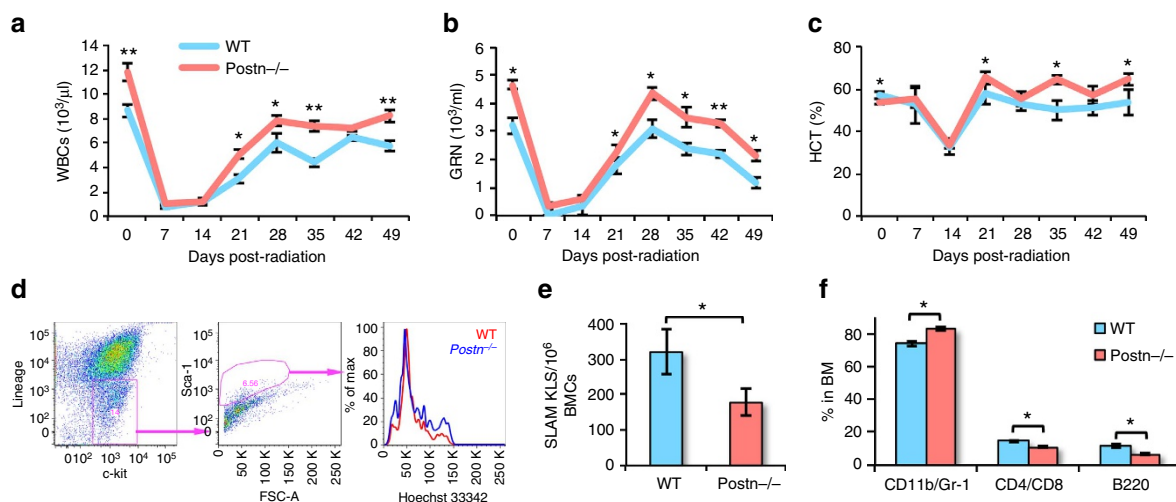 a
WBCs (10³/µl)
14
12
10
8
6
4
2
0
** * * ** **
WT
Postn–/–
0 7 14 21 28 35 42 49
Days post-radiation
b
GRN (10³/ml)
6
5
4
3
2
1
0
* * * * ** *
0 7 14 21 28 35 42 49
Days post-radiation
c
HCT (%)
80
60
40
20
0
* * * *
0 7 14 21 28 35 42 49
Days post-radiation
d
Lineage
10⁵
10⁴
10³
10²
0
0 10² 10³ 10⁴ 10⁵
c-kit
Sca-1
10⁵
10⁴
10³
10²
0
6.56
0 50 K 100 K 150 K 200 K 250 K
FSC-A
% of max
100
80
60
40
20
0
WT
Postn–/–
0 50 K 100 K 150 K 200 K 250 K
Hoechst 33342
e
SLAM KLS/10⁶
BMCs
400
300
200
100
0
*
WT Postn–/–
f
% in BM
80
60
40
20
0
* * *
WT
Postn–/–
CD11b/Gr-1 CD4/CD8 B220